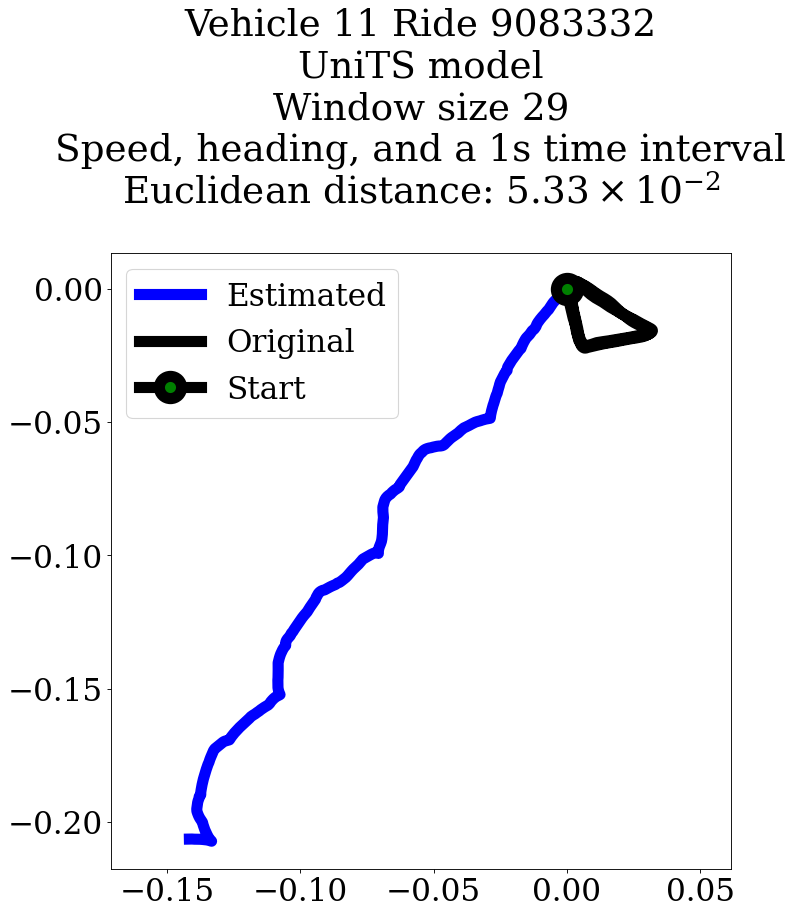 Vehicle 11 Ride 9083332
UniTS model
Window size 29
Speed, heading, and a 1s time interval
Euclidean distance: 5.33 × 10⁻²
Estimated
Original
Start
0.00
−0.05
−0.10
−0.15
−0.20
−0.15 −0.10 −0.05 0.00 0.05